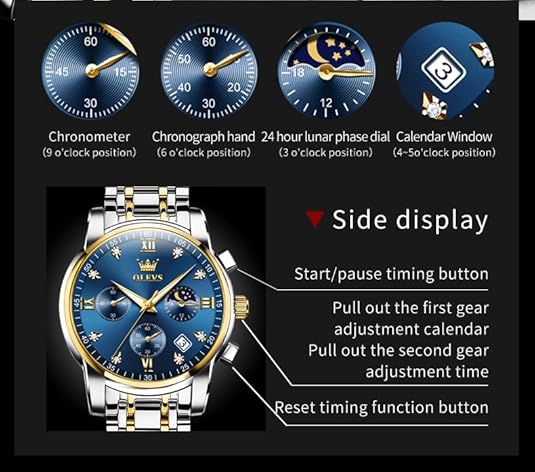 60
45 15
30
60
50 10
40 20
30
18
12
3
Chronometer
(9 o'clock position)
Chronograph hand
(6 o'clock position)
24 hour lunar phase dial
(3 o'clock position)
Calendar Window
(4~5o'clock position)
Side display
OLEVS
Start/pause timing button
Pull out the first gear
adjustment calendar
Pull out the second gear
adjustment time
Reset timing function button